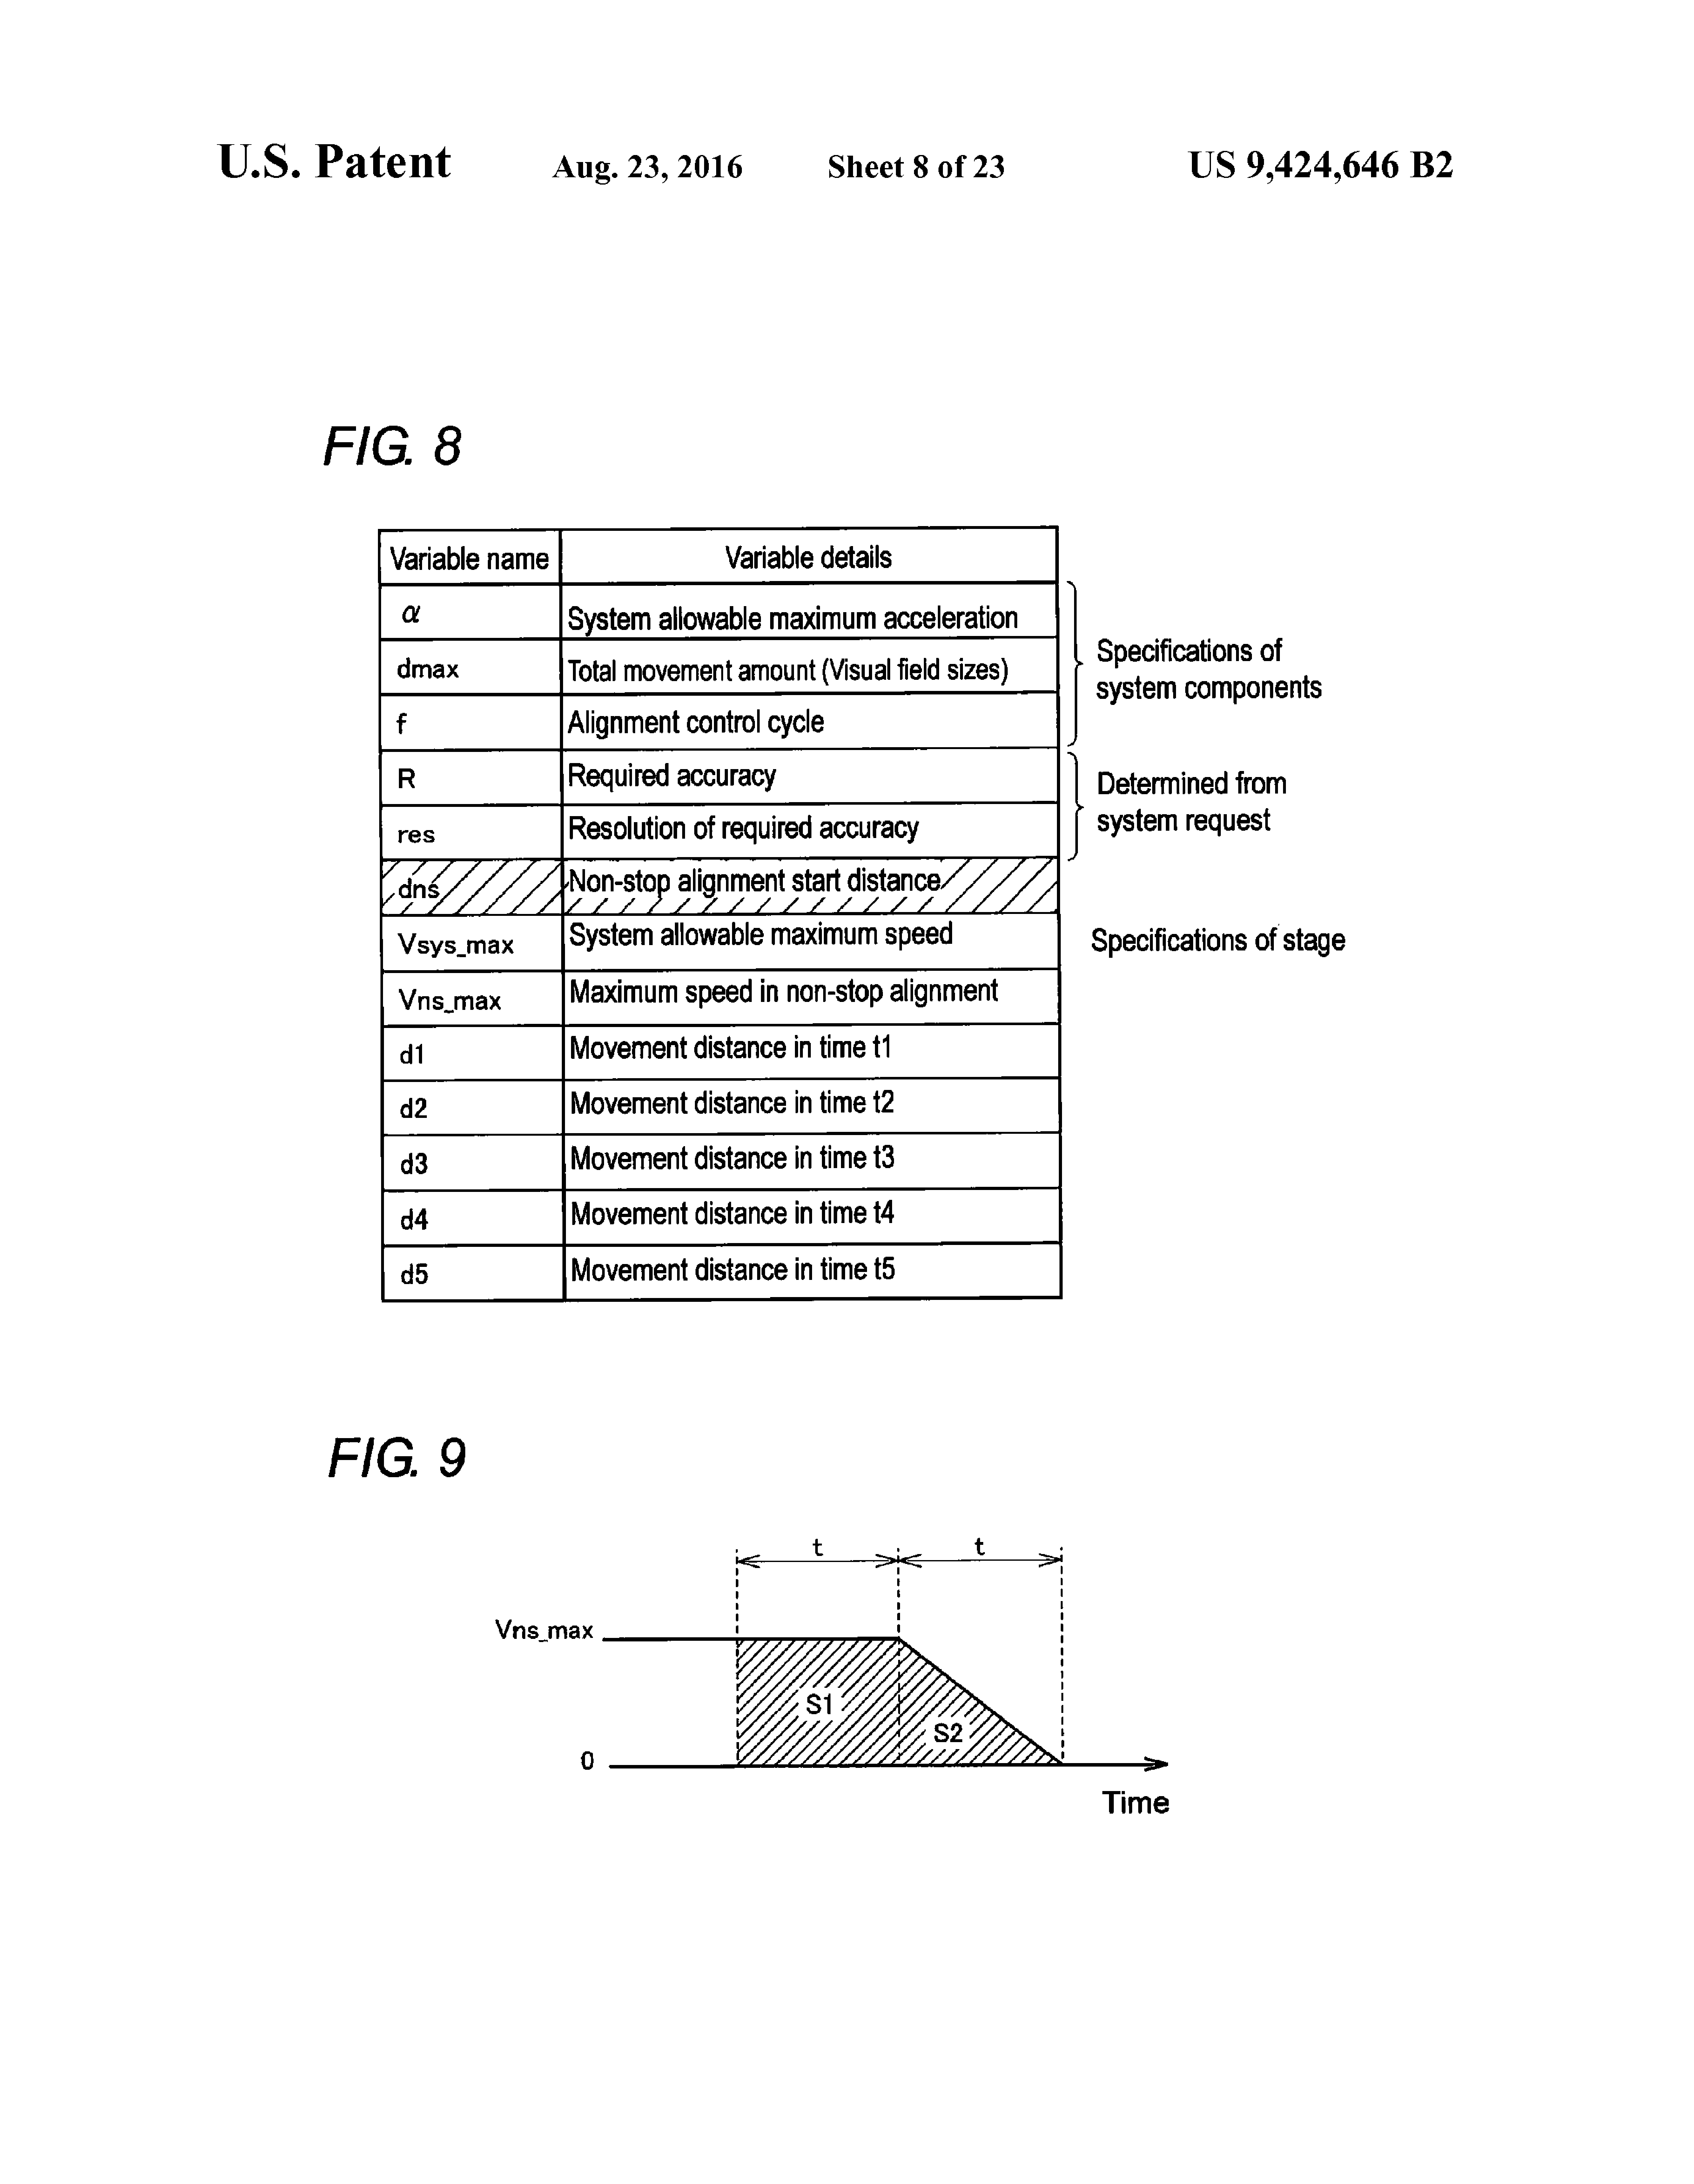 U.S. Patent Aug. 23, 2016 Sheet 8 of 23 US 9,424,646 B2
FIG. 8
Variable name Variable details
α System allowable maximum acceleration
dmax Total movement amount (Visual field sizes)
f Alignment control cycle
Specifications of
system components
R Required accuracy
res Resolution of required accuracy
Determined from
system request
dns Non-stop alignment start distance
Vsys_max System allowable maximum speed Specifications of stage
Vns_max Maximum speed in non-stop alignment
d1 Movement distance in time t1
d2 Movement distance in time t2
d3 Movement distance in time t3
d4 Movement distance in time t4
d5 Movement distance in time t5
FIG. 9
t t
Vns_max
S1
S2
0
Time